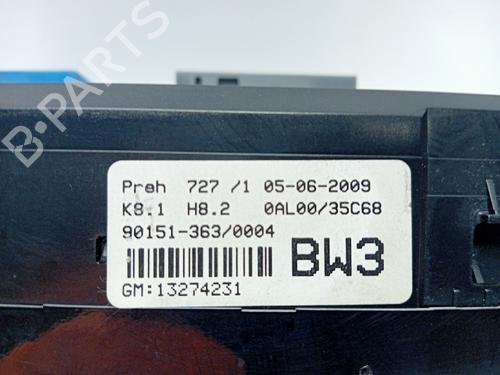 B-PARTS
Preh 727 /1 05-06-2009
K8.1 H8.2 0AL00/35C68
90151-363/0004
BW3
GM:13274231